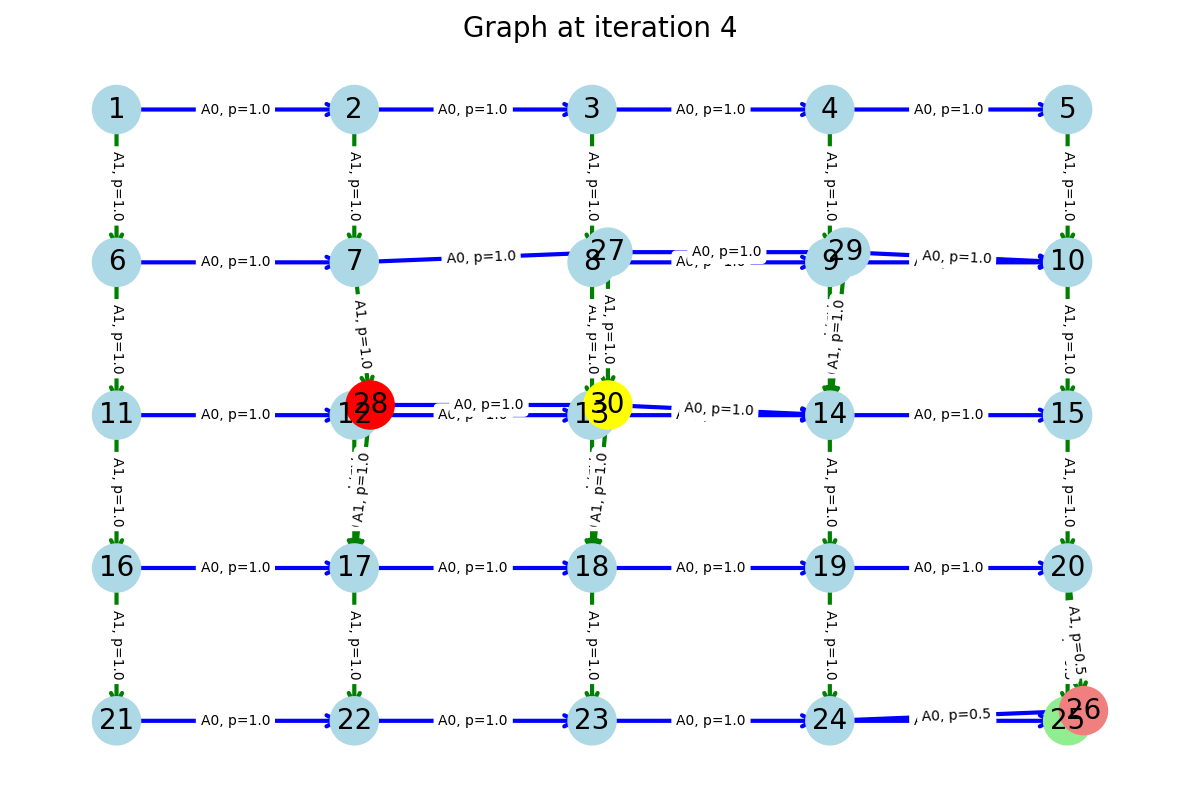 Graph at iteration 4
1 A0, p=1.0 2 A0, p=1.0 3 A0, p=1.0 4 A0, p=1.0 5
A1, p=1.0 A1, p=1.0 A1, p=1.0 A1, p=1.0 A1, p=1.0
6 A0, p=1.0 7 A0, p=1.0 8 27 A0, p=1.0 9 29 A0, p=1.0 10
A1, p=1.0 A1, p=1.0 A1, p=1.0 A1, p=1.0 A1, p=1.0 A1, p=1.0
11 A0, p=1.0 12 28 A0, p=1.0 13 30 A0, p=1.0 14 A0, p=1.0 15
A1, p=1.0 A1, p=1.0 A1, p=1.0 A1, p=1.0 A1, p=1.0
16 A0, p=1.0 17 A0, p=1.0 18 A0, p=1.0 19 A0, p=1.0 20
A1, p=1.0 A1, p=1.0 A1, p=1.0 A1, p=1.0 A1, p=0.5
21 A0, p=1.0 22 A0, p=1.0 23 A0, p=1.0 24 A0, p=0.5 25 26